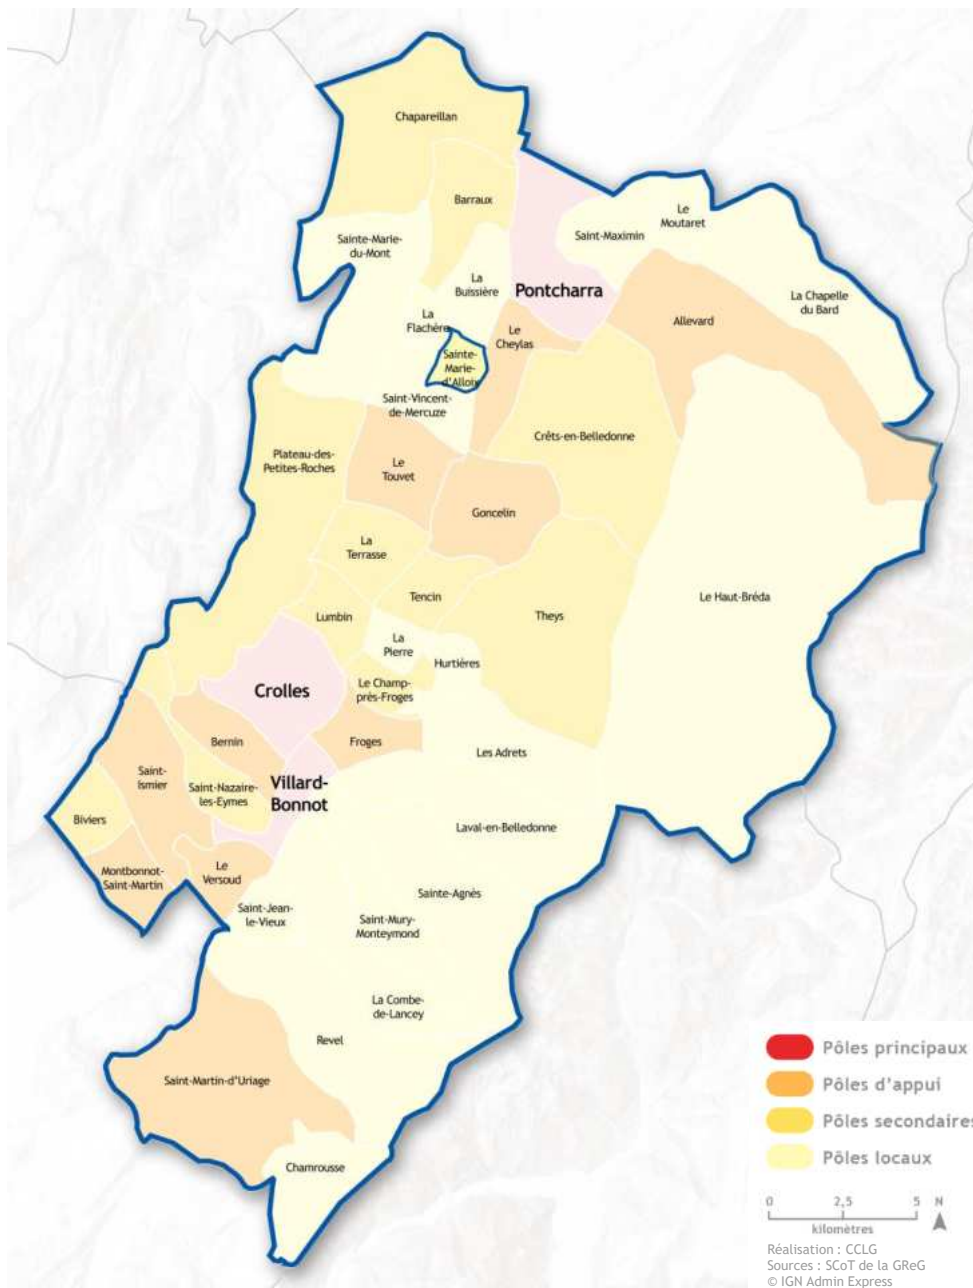 Chapareillan
Barraux
Sainte-Marie-
du-Mont
Le
Moutaret
Saint-Maximin
La
Buissière
Pontcharra
La Chapelle
du Bard
La
Flachère
Le
Cheylas
Allevard
Sainte-
Marie-
d'Alloix
Saint-Vincent-
de-Mercuze
Crêts-en-Belledonne
Plateau-des-
Petites-Roches
Le
Touvet
Goncelin
La
Terrasse
Tencin
Le Haut-Bréda
Lumbin
Theys
La
Pierre
Hurtières
Crolles
Le Champ-
près-Froges
Bernin
Froges
Les Adrets
Saint-
Ismier
Saint-Nazaire-
les-Eymes
Villard-
Bonnot
Biviers
Laval-en-Belledonne
Montbonnot-
Saint-Martin
Le
Versoud
Sainte-Agnès
Saint-Jean-
le-Vieux
Saint-Mury-
Monteymond
La Combe-
de-Lancey
Revel
Saint-Martin-d'Uriage
Chamrousse
Pôles principaux
Pôles d'appui
Pôles secondaires
Pôles locaux
0 2,5 5 N
kilomètres
Réalisation : CCLG
Sources : SCoT de la GReG
© IGN Admin Express